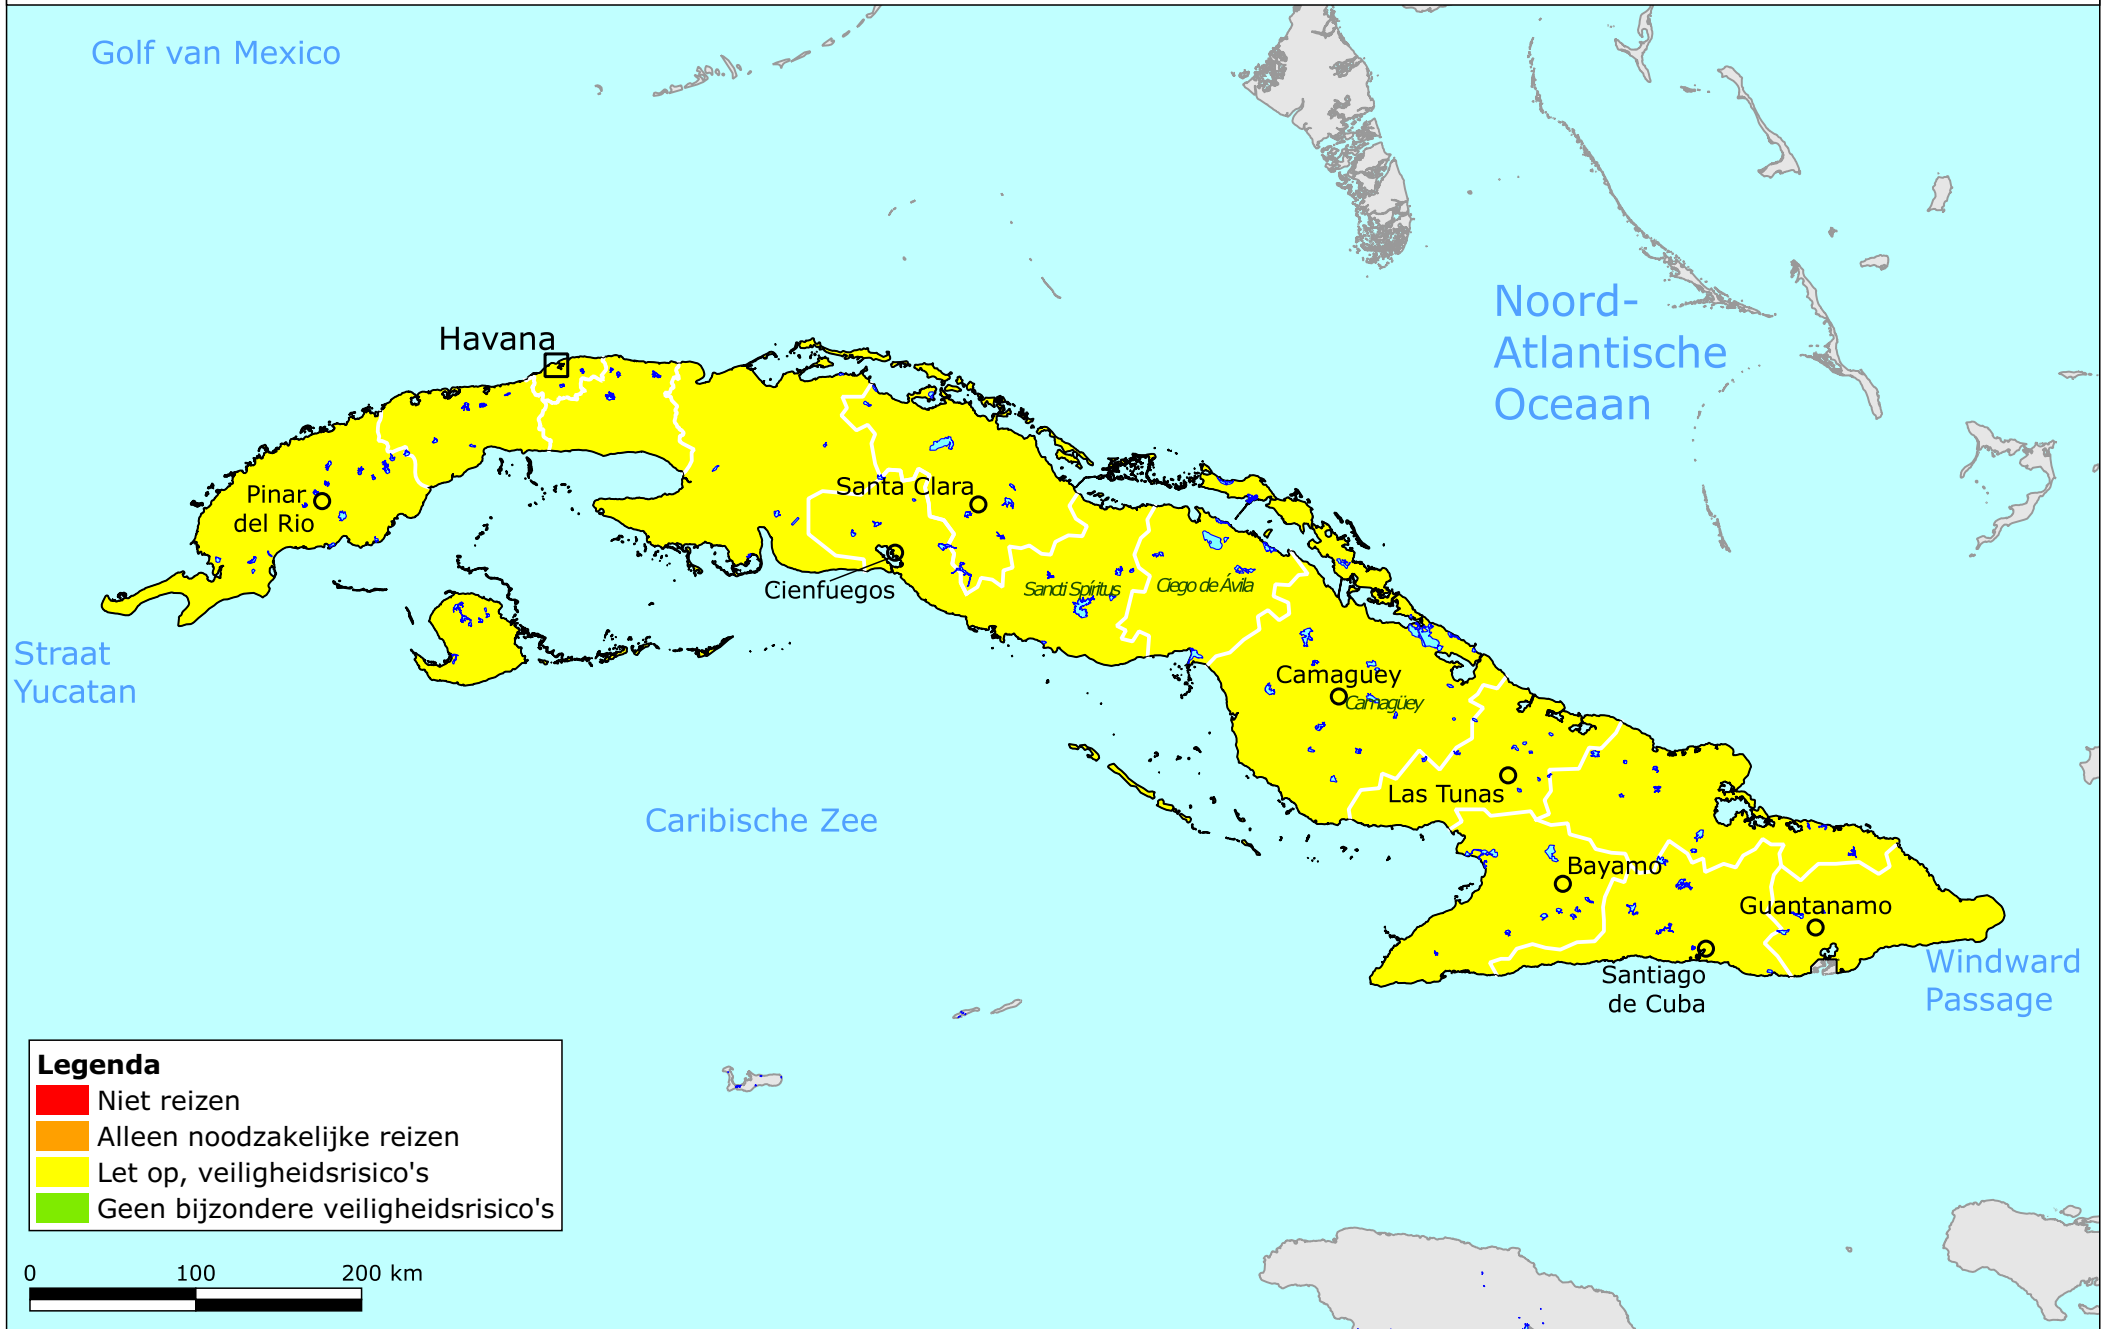 Golf van Mexico
Noord-
Atlantische
Oceaan
Havana
Pinar
del Rio
Santa Clara
Cienfuegos
Sancti Spíritus
Ciego de Ávila
Straat
Yucatan
Camaguey
Camagüey
Las Tunas
Caribische Zee
Bayamo
Guantanamo
Santiago
de Cuba
Windward
Passage
Legenda
Niet reizen
Alleen noodzakelijke reizen
Let op, veiligheidsrisico's
Geen bijzondere veiligheidsrisico's
0 100 200 km